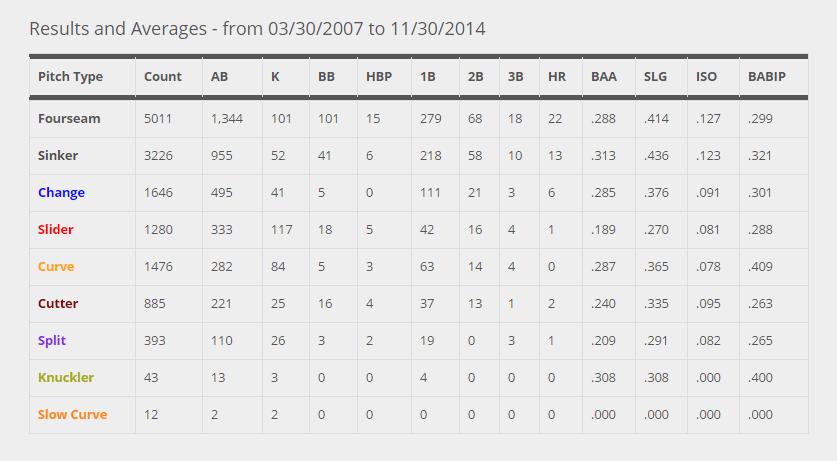 Results and Averages - from 03/30/2007 to 11/30/2014
Pitch Type Count AB K BB HBP 1B 2B 3B HR BAA SLG ISO BABIP
Fourseam 5011 1,344 101 101 15 279 68 18 22 .288 .414 .127 .299
Sinker 3226 955 52 41 6 218 58 10 13 .313 .436 .123 .321
Change 1646 495 41 5 0 111 21 3 6 .285 .376 .091 .301
Slider 1280 333 117 18 5 42 16 4 1 .189 .270 .081 .288
Curve 1476 282 84 5 3 63 14 4 0 .287 .365 .078 .409
Cutter 885 221 25 16 4 37 13 1 2 .240 .335 .095 .263
Split 393 110 26 3 2 19 0 3 1 .209 .291 .082 .265
Knuckler 43 13 3 0 0 4 0 0 0 .308 .308 .000 .400
Slow Curve 12 2 2 0 0 0 0 0 0 .000 .000 .000 .000